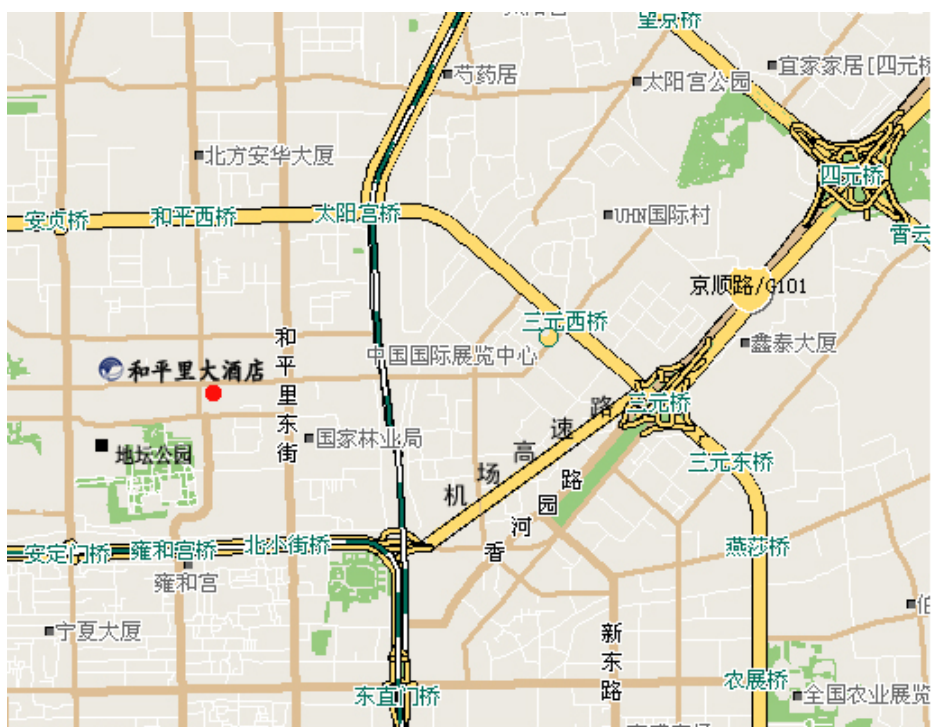 望京桥
芍药居
太阳宫公园
宜家家居[四元桥
北方安华大厦
四元桥
安贞桥
和平西桥
太阳宫桥
UHN国际村
霄云
京顺路/G101
三元西桥
和平里东街
中国国际展览中心
鑫泰大厦
和平里大酒店
三元桥
机场高速路
国家林业局
地坛公园
三元东桥
香河园路
安定门桥
雍和宫桥
北小街桥
燕莎桥
雍和宫
宁夏大厦
新东路
东直门桥
农展桥
全国农业展览